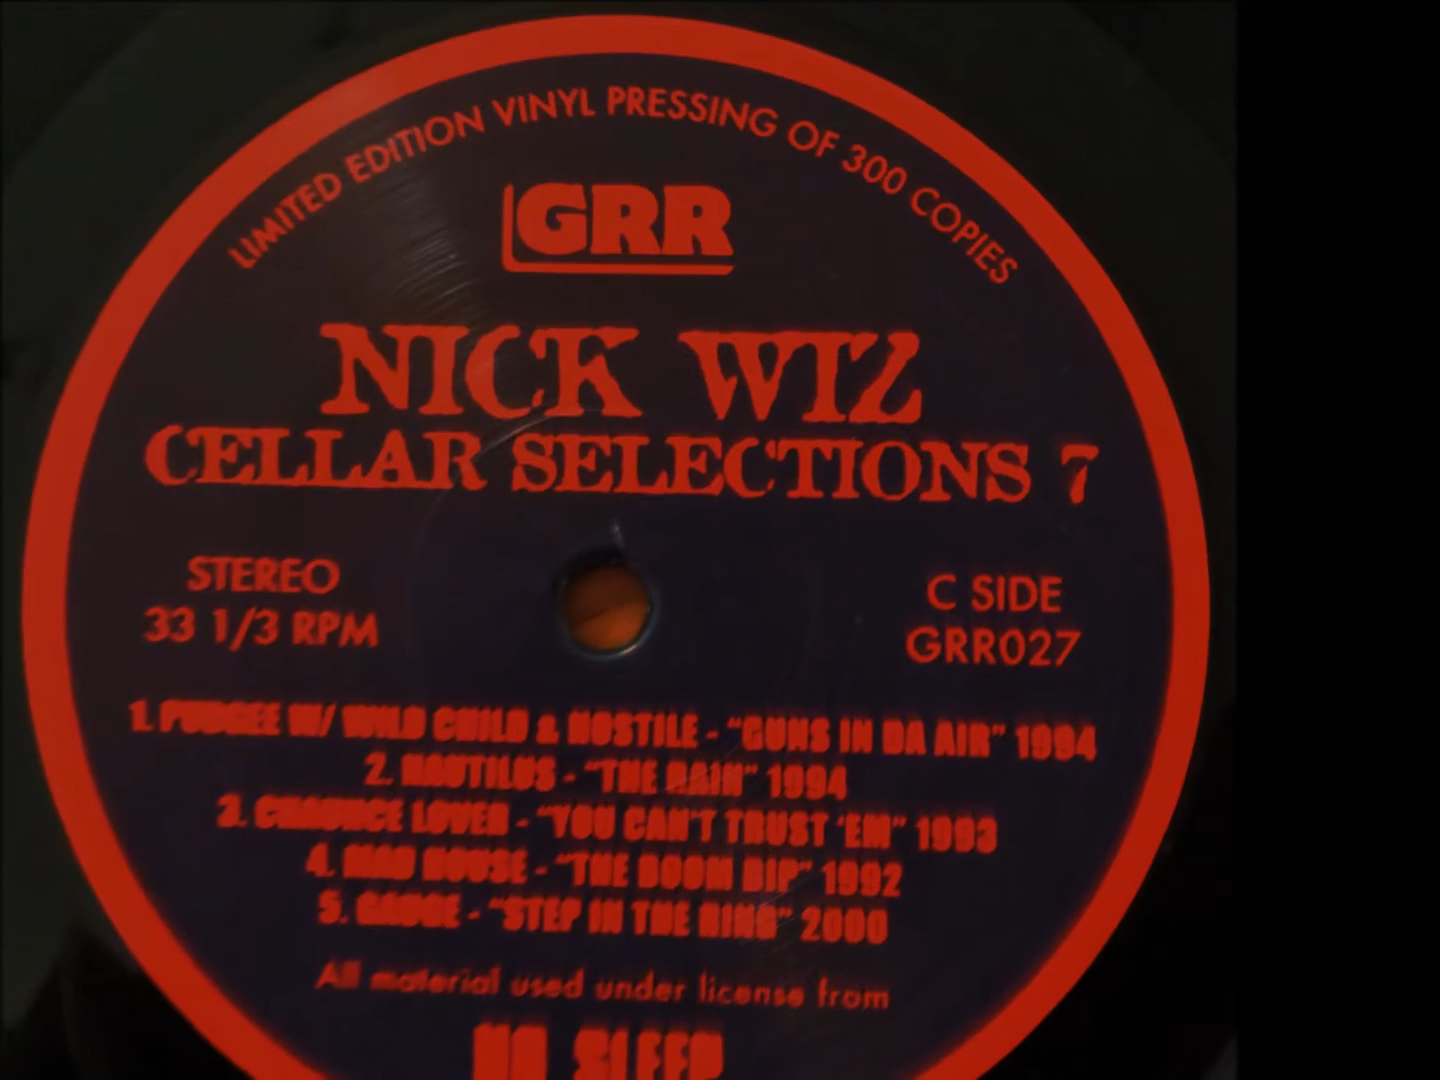 LIMITED EDITION VINYL PRESSING OF 300 COPIES
GRR
NICK WIZ
CELLAR SELECTIONS 7
STEREO
33 1/3 RPM
C SIDE
GRR027
1. PUDGEE W/ WILD CHILD & HOSTILE - "GUNS IN DA AIR" 1994
2. NAUTILUS - "THE RAIN" 1994
3. CHAUNCE LOVER - "YOU CAN'T TRUST 'EM" 1993
4. MAD HOUSE - "THE BOOM BIP" 1992
5. GAUGE - "STEP IN THE RING" 2000
All material used under license from
NO SLEEP